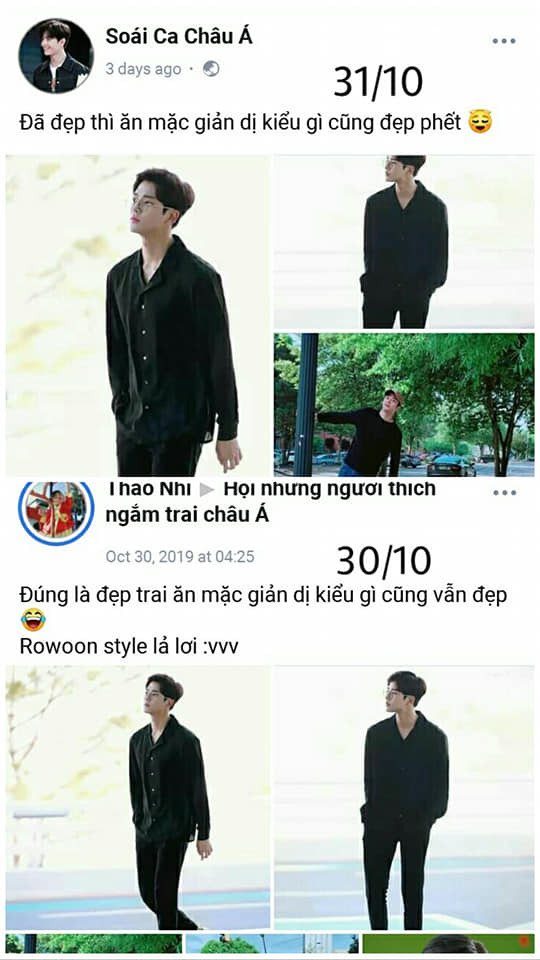 Soái Ca Châu Á
3 days ago ·
31/10
Đã đẹp thì ăn mặc giản dị kiểu gì cũng đẹp phết 😇
Thao Nhi ▶ Hội những người thích
ngắm trai châu Á
Oct 30, 2019 at 04:25
30/10
Đúng là đẹp trai ăn mặc giản dị kiểu gì cũng vẫn đẹp
😂
Rowoon style lả lơi :vvv